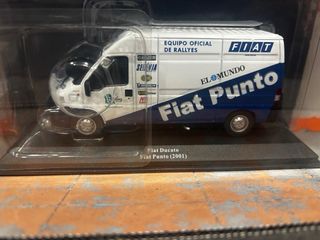 EQUIPO OFICIAL
DE RALLYES
FIAT
EL MUNDO
Fiat Punto
Fiat Ducato
Fiat Punto (2001)